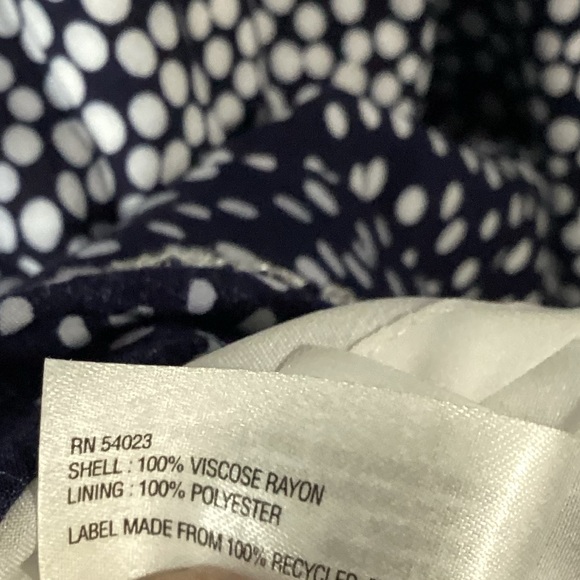 RN 54023
SHELL : 100% VISCOSE RAYON
LINING : 100% POLYESTER
LABEL MADE FROM 100% RECYCLED